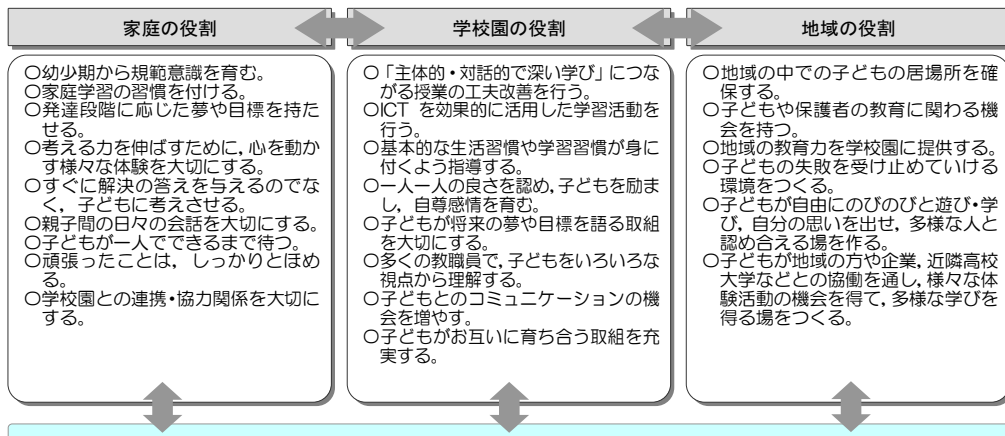 家庭の役割
学校園の役割
地域の役割
〇幼少期から規範意識を育む。
〇家庭学習の習慣を付ける。
〇発達段階に応じた夢や目標を持た
せる。
〇考える力を伸ばすために,心を動か
す様々な体験を大切にする。
〇すぐに解決の答えを与えるのでな
く,子どもに考えさせる。
〇親子間の日々の会話を大切にする。
〇子どもが一人でできるまで待つ。
〇頑張ったことは,しっかりとほめ
る。
〇学校園との連携・協力関係を大切に
する。
〇「主体的・対話的で深い学び」につな
がる授業の工夫改善を行う。
〇ICT を効果的に活用した学習活動を
行う。
〇基本的な生活習慣や学習習慣が身に
付くよう指導する。
〇一人一人の良さを認め,子どもを励ま
し,自尊感情を育む。
〇子どもが将来の夢や目標を語る取組
を大切にする。
〇多くの教職員で,子どもをいろいろな
視点から理解する。
〇子どもとのコミュニケーションの機
会を増やす。
〇子どもがお互いに育ち合う取組を充
実する。
〇地域の中での子どもの居場所を確
保する。
〇子どもや保護者の教育に関わる機
会を持つ。
〇地域の教育力を学校園に提供する。
〇子どもの失敗を受け止めていける
環境をつくる。
〇子どもが自由にのびのびと遊び・学
び,自分の思いを出せ,多様な人と
認め合える場を作る。
〇子どもが地域の方や企業,近隣高校
大学などとの協働を通し,様々な体
験活動の機会を得て,多様な学びを
得る場をつくる。